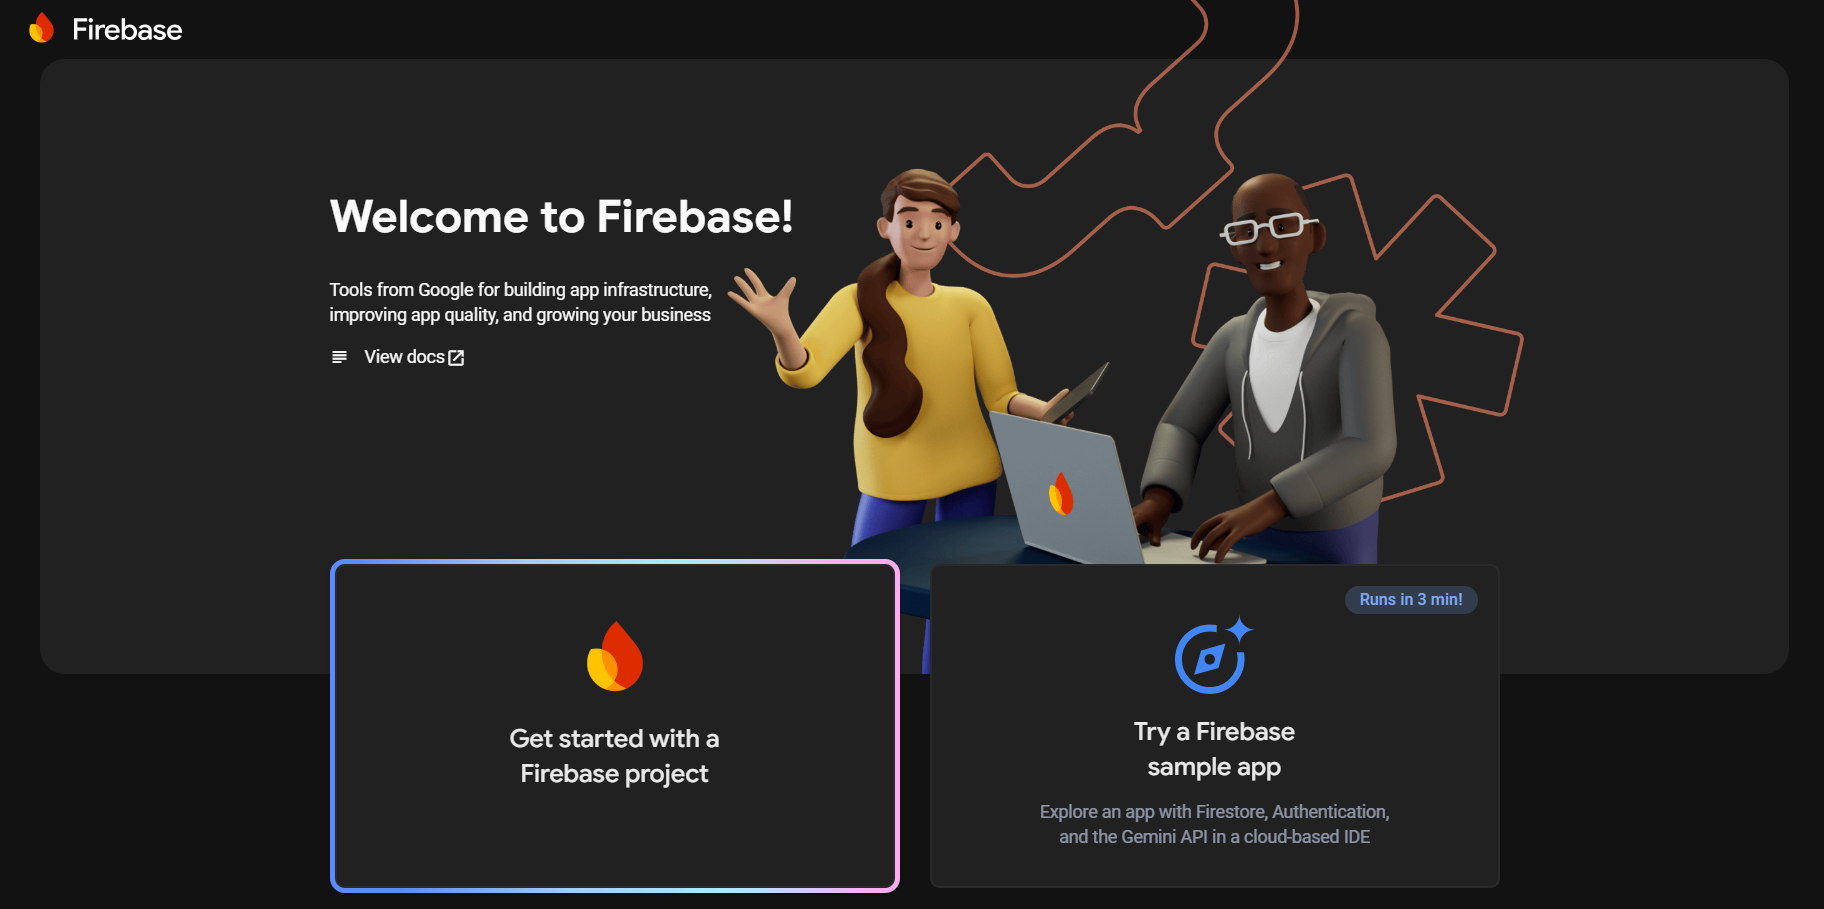 Firebase
Welcome to Firebase!
Tools from Google for building app infrastructure,
improving app quality, and growing your business
View docs
Get started with a
Firebase project
Runs in 3 min!
Try a Firebase
sample app
Explore an app with Firestore, Authentication,
and the Gemini API in a cloud-based IDE